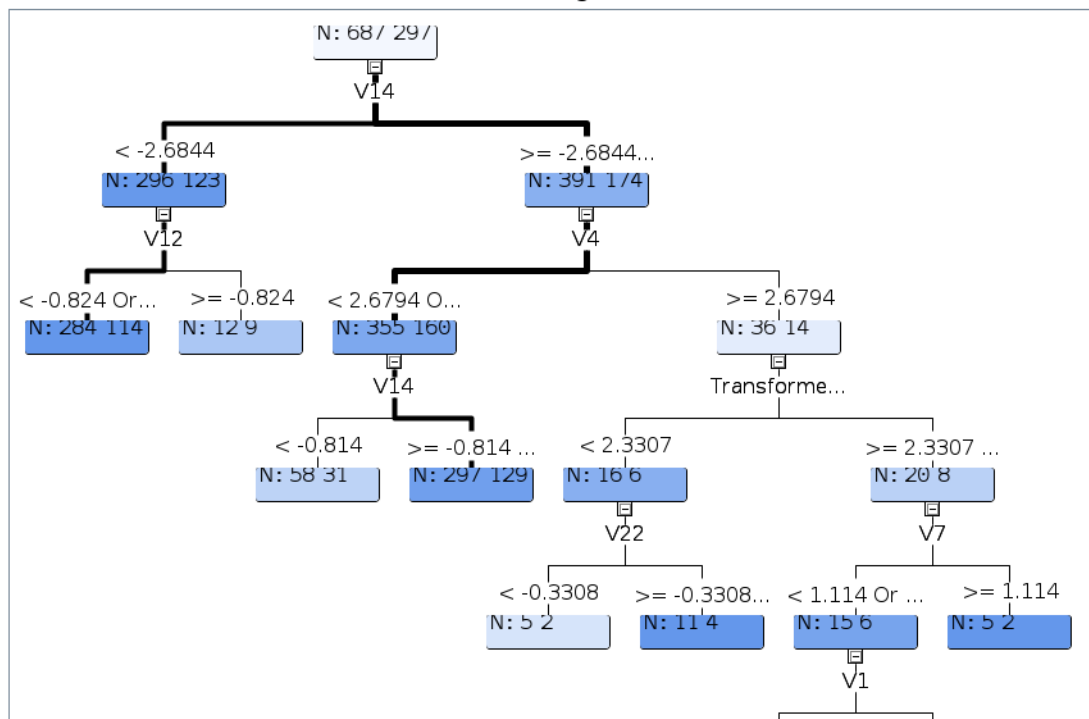 N: 687 297
V14
< -2.6844
>= -2.6844...
N: 296 123
N: 391 174
V12
V4
< -0.824 Or...
>= -0.824
< 2.6794 O...
>= 2.6794
N: 284 114
N: 12 9
N: 355 160
N: 36 14
V14
Transforme...
< -0.814
>= -0.814 ...
< 2.3307
>= 2.3307 ...
N: 58 31
N: 297 129
N: 16 6
N: 20 8
V22
V7
< -0.3308
>= -0.3308...
< 1.114 Or ...
>= 1.114
N: 5 2
N: 11 4
N: 15 6
N: 5 2
V1